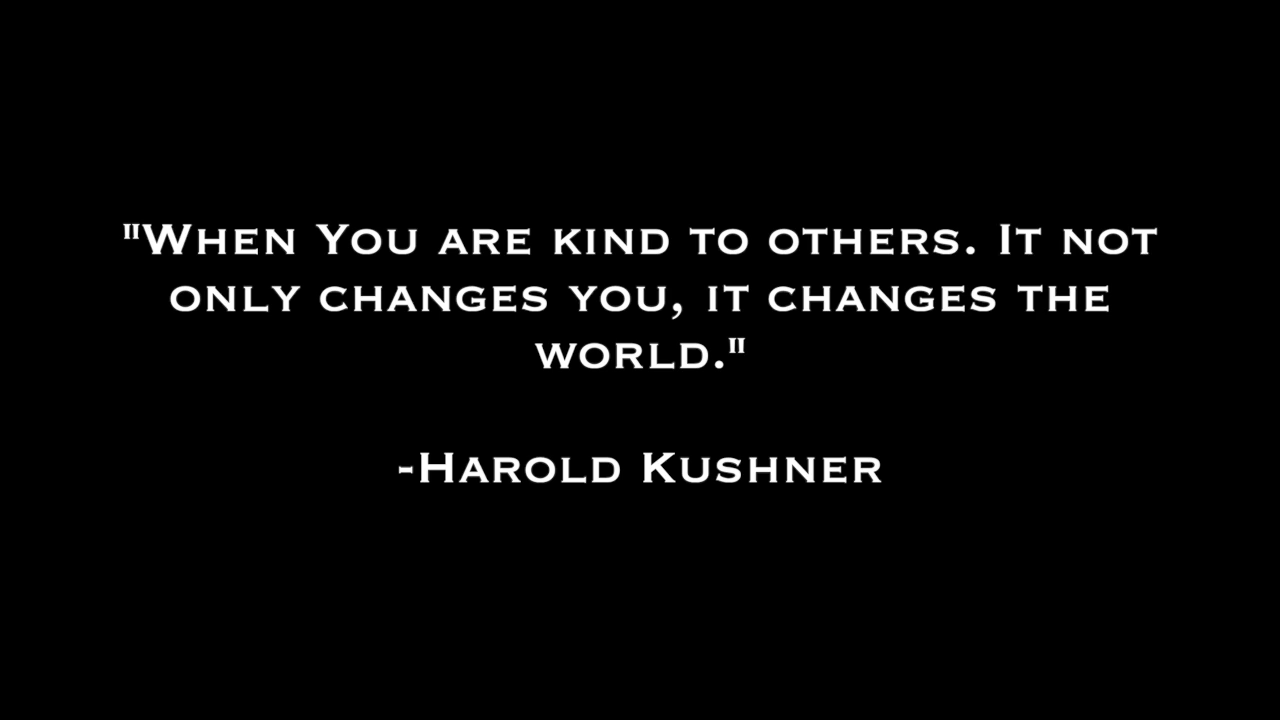 "When You are kind to others. It not
only changes you, it changes the
world."
-Harold Kushner